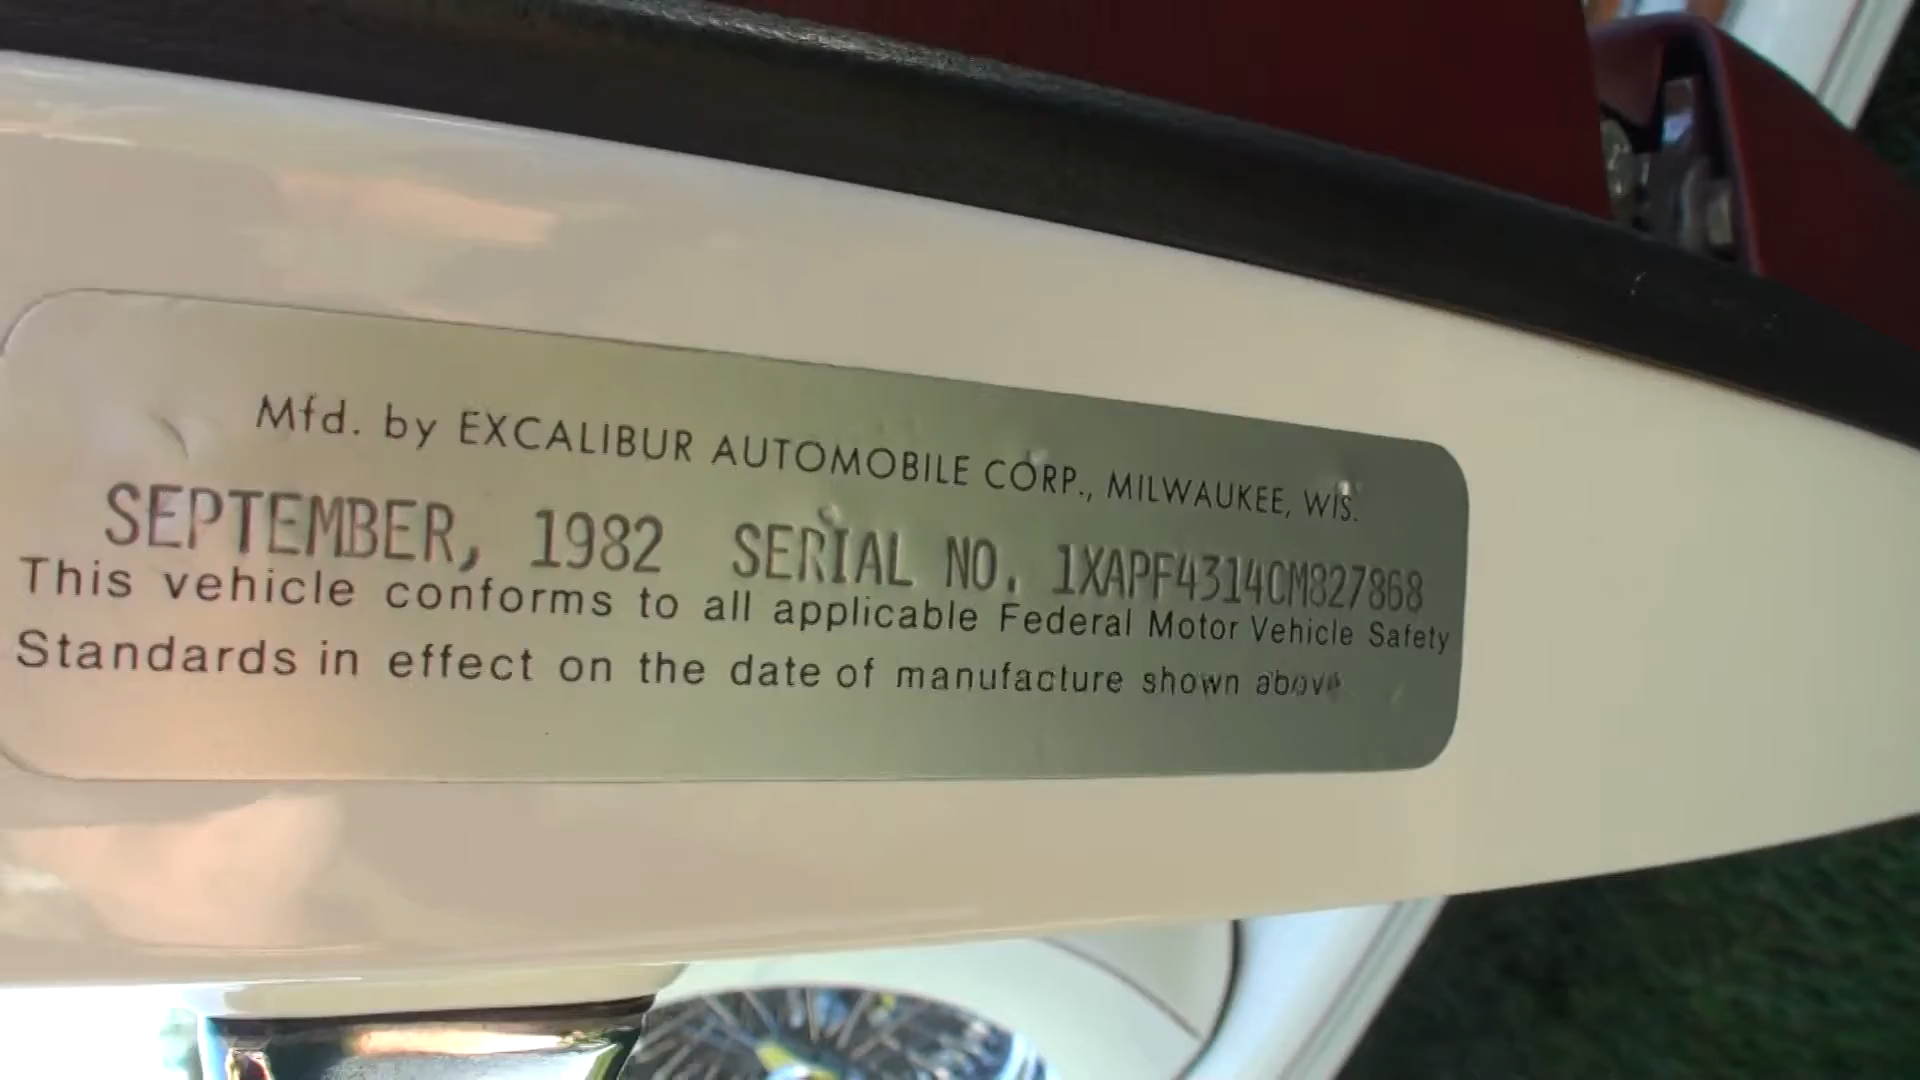 Mfd. by EXCALIBUR AUTOMOBILE CORP., MILWAUKEE, WIS.
SEPTEMBER, 1982 SERIAL NO. 1XAPF4314CM827868
This vehicle conforms to all applicable Federal Motor Vehicle Safety
Standards in effect on the date of manufacture shown above